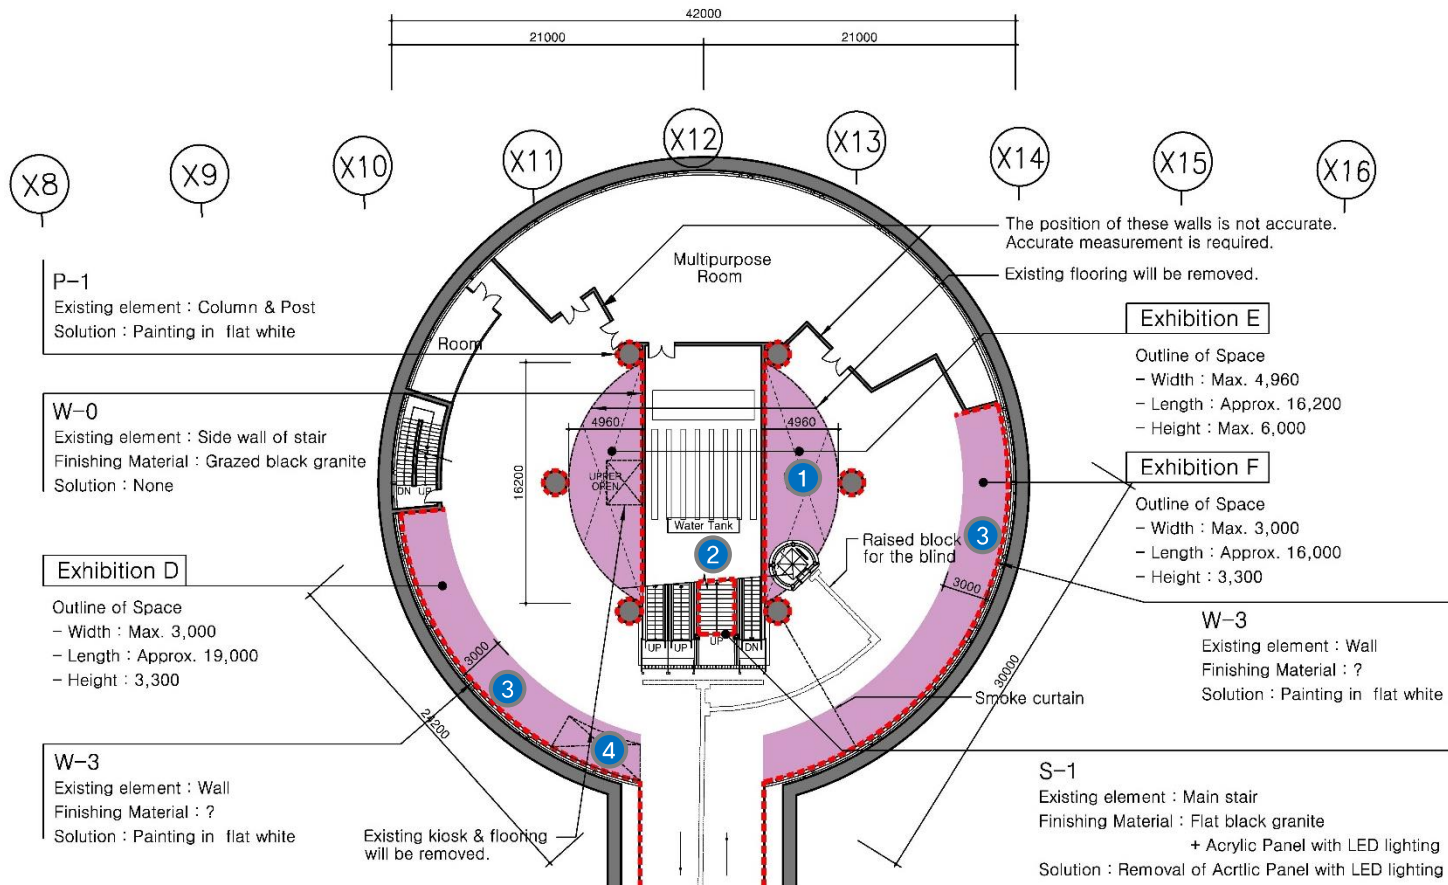 42000
21000
21000
X8
X9
X10
X11
X12
X13
X14
X15
X16
The position of these walls is not accurate.
Accurate measurement is required.
Existing flooring will be removed.
P-1
Existing element : Column & Post
Solution : Painting in flat white
Multipurpose
Room
Room
Exhibition E
Outline of Space
- Width : Max. 4,960
- Length : Approx. 16,200
- Height : Max. 6,000
W-0
Existing element : Side wall of stair
Finishing Material : Grazed black granite
Solution : None
4960
4960
16200
UPPER
OPEN
1
DN
UP
Water Tank
2
Raised block
for the blind
Exhibition F
Outline of Space
- Width : Max. 3,000
- Length : Approx. 16,000
- Height : 3,300
3
3000
30000
Exhibition D
Outline of Space
- Width : Max. 3,000
- Length : Approx. 19,000
- Height : 3,300
3000
3
24200
UP
UP
UP
DN
W-3
Existing element : Wall
Finishing Material : ?
Solution : Painting in flat white
Smoke curtain
4
W-3
Existing element : Wall
Finishing Material : ?
Solution : Painting in flat white
Existing kiosk & flooring
will be removed.
S-1
Existing element : Main stair
Finishing Material : Flat black granite
+ Acrylic Panel with LED lighting
Solution : Removal of Acrtlic Panel with LED lighting